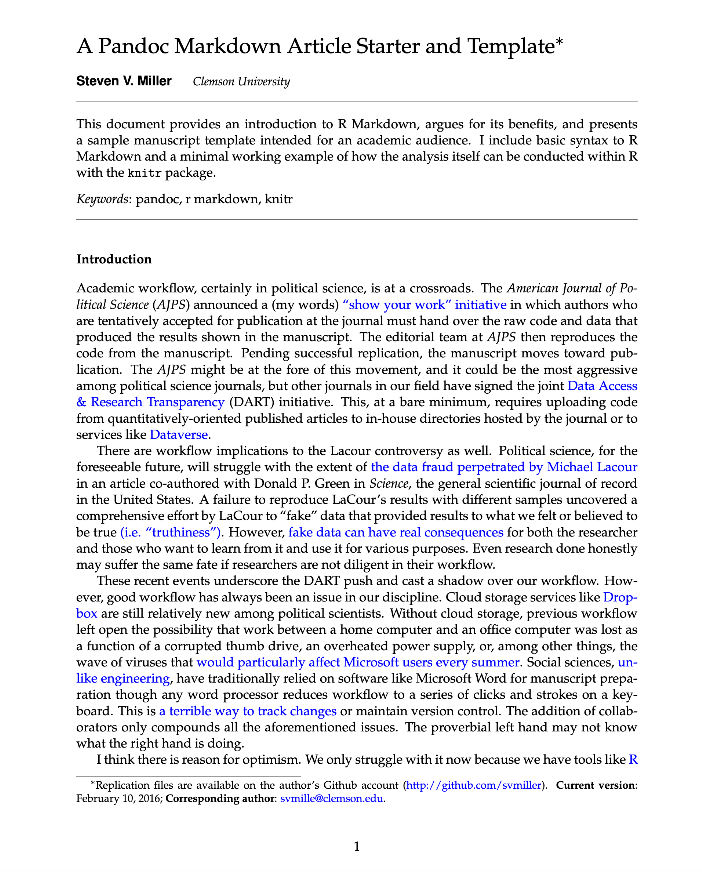 A Pandoc Markdown Article Starter and Template*
Steven V. Miller Clemson University
This document provides an introduction to R Markdown, argues for its benefits, and presents
a sample manuscript template intended for an academic audience. I include basic syntax to R
Markdown and a minimal working example of how the analysis itself can be conducted within R
with the knitr package.
Keywords: pandoc, r markdown, knitr
Introduction
Academic workflow, certainly in political science, is at a crossroads. The American Journal of Po-
litical Science (AJPS) announced a (my words) “show your work” initiative in which authors who
are tentatively accepted for publication at the journal must hand over the raw code and data that
produced the results shown in the manuscript. The editorial team at AJPS then reproduces the
code from the manuscript. Pending successful replication, the manuscript moves toward pub-
lication. The AJPS might be at the fore of this movement, and it could be the most aggressive
among political science journals, but other journals in our field have signed the joint Data Access
& Research Transparency (DART) initiative. This, at a bare minimum, requires uploading code
from quantitatively-oriented published articles to in-house directories hosted by the journal or to
services like Dataverse.
There are workflow implications to the Lacour controversy as well. Political science, for the
foreseeable future, will struggle with the extent of the data fraud perpetrated by Michael Lacour
in an article co-authored with Donald P. Green in Science, the general scientific journal of record
in the United States. A failure to reproduce LaCour’s results with different samples uncovered a
comprehensive effort by LaCour to “fake” data that provided results to what we felt or believed to
be true (i.e. “truthiness”). However, fake data can have real consequences for both the researcher
and those who want to learn from it and use it for various purposes. Even research done honestly
may suffer the same fate if researchers are not diligent in their workflow.
These recent events underscore the DART push and cast a shadow over our workflow. How-
ever, good workflow has always been an issue in our discipline. Cloud storage services like Drop-
box are still relatively new among political scientists. Without cloud storage, previous workflow
left open the possibility that work between a home computer and an office computer was lost as
a function of a corrupted thumb drive, an overheated power supply, or, among other things, the
wave of viruses that would particularly affect Microsoft users every summer. Social sciences, un-
like engineering, have traditionally relied on software like Microsoft Word for manuscript prepa-
ration though any word processor reduces workflow to a series of clicks and strokes on a key-
board. This is a terrible way to track changes or maintain version control. The addition of collab-
orators only compounds all the aforementioned issues. The proverbial left hand may not know
what the right hand is doing.
I think there is reason for optimism. We only struggle with it now because we have tools like R
*Replication files are available on the author’s Github account (http://github.com/svmiller). Current version:
February 10, 2016; Corresponding author: svmille@clemson.edu.
1